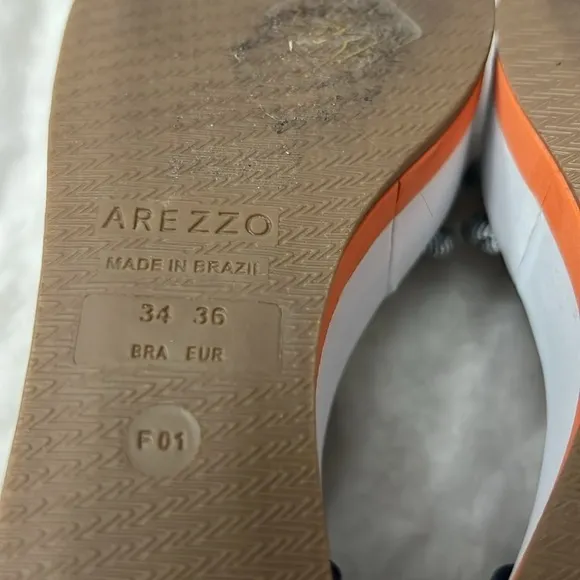 AREZZO
MADE IN BRAZIL
34 36
BRA EUR
F01